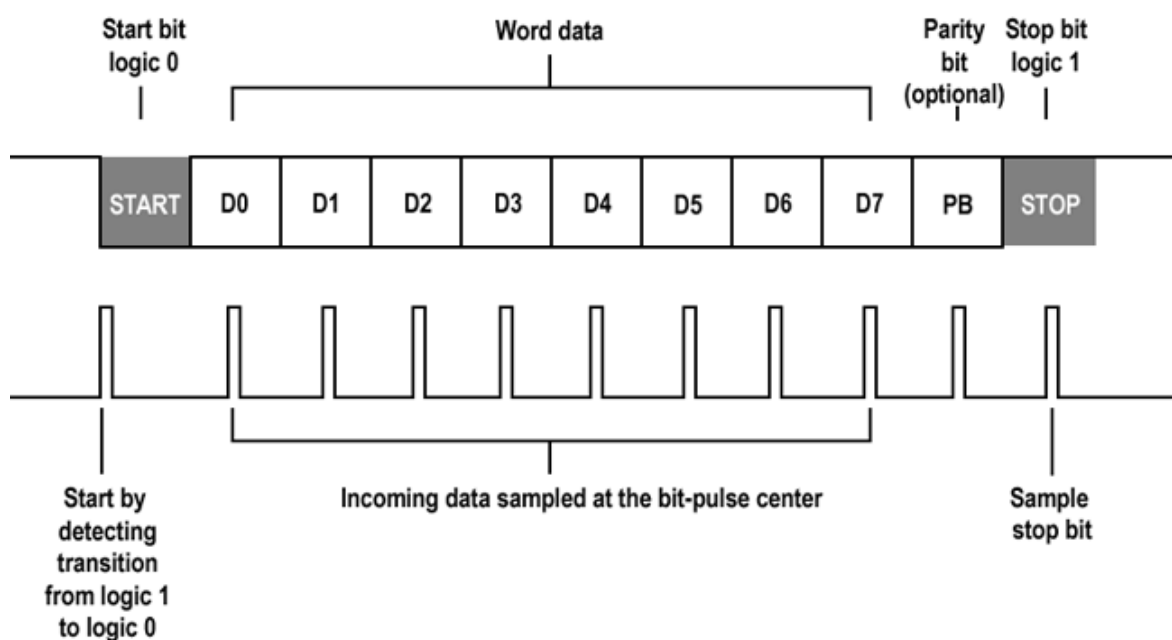 Start bit
logic 0
Word data
Parity
bit
(optional)
Stop bit
logic 1
START D0 D1 D2 D3 D4 D5 D6 D7 PB STOP
Start by
detecting
transition
from logic 1
to logic 0
Incoming data sampled at the bit-pulse center
Sample
stop bit